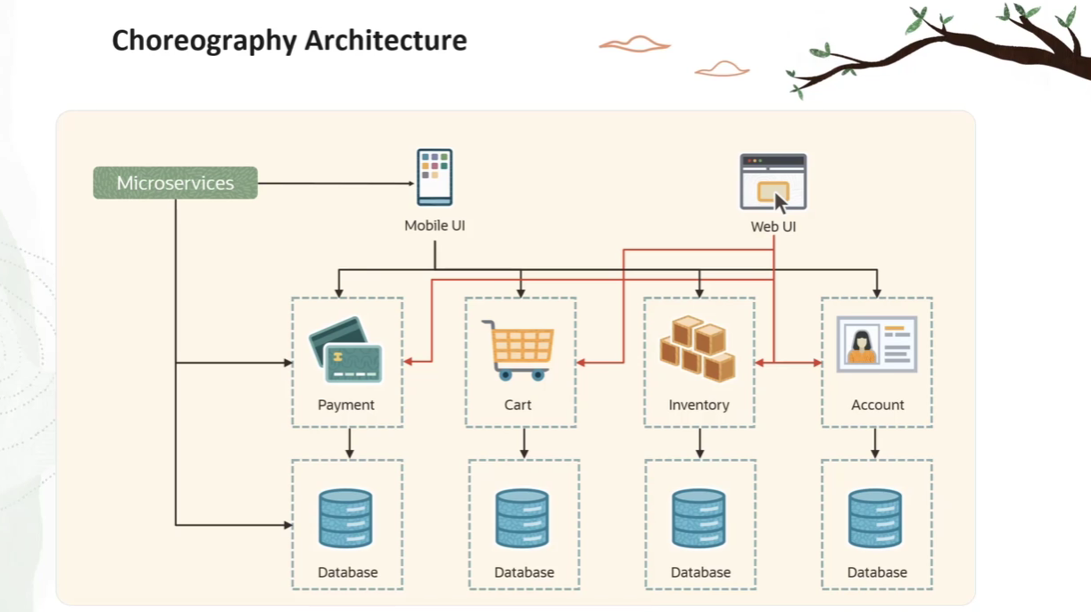 Choreography Architecture
Microservices
Mobile UI
Web UI
Payment
Cart
Inventory
Account
Database
Database
Database
Database